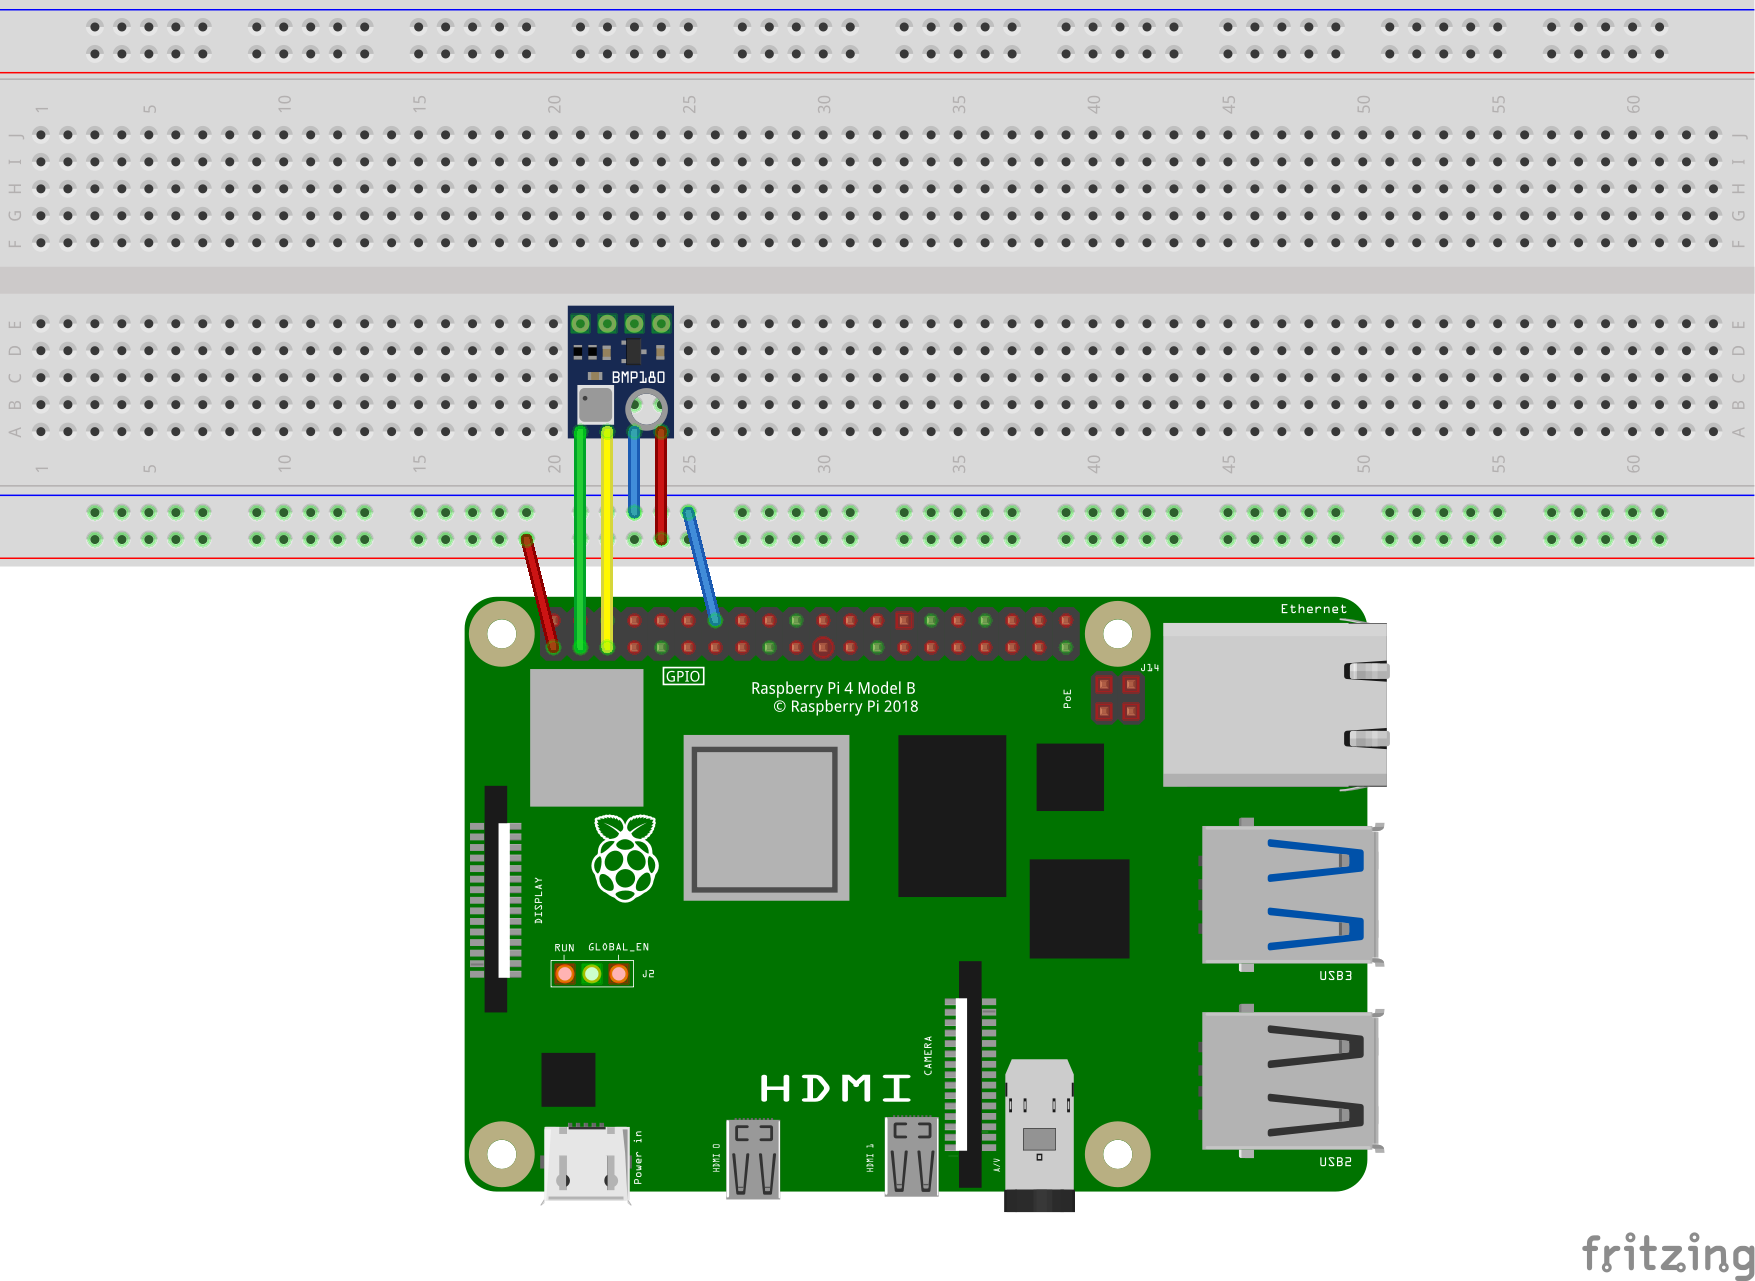 1 5 10 15 20 25 30 35 40 45 50 55 60
J J
I I
H H
G G
F F
E E
D D
C C
B B
A A
BMP180
1 5 10 15 20 25 30 35 40 45 50 55 60
Ethernet
J14
GPIO
PoE
Raspberry Pi 4 Model B
© Raspberry Pi 2018
DISPLAY
RUN GLOBAL_EN
J2
USB3
CAMERA
HDMI
Power in
HDMI 0
HDMI 1
A/V
USB2
fritzing